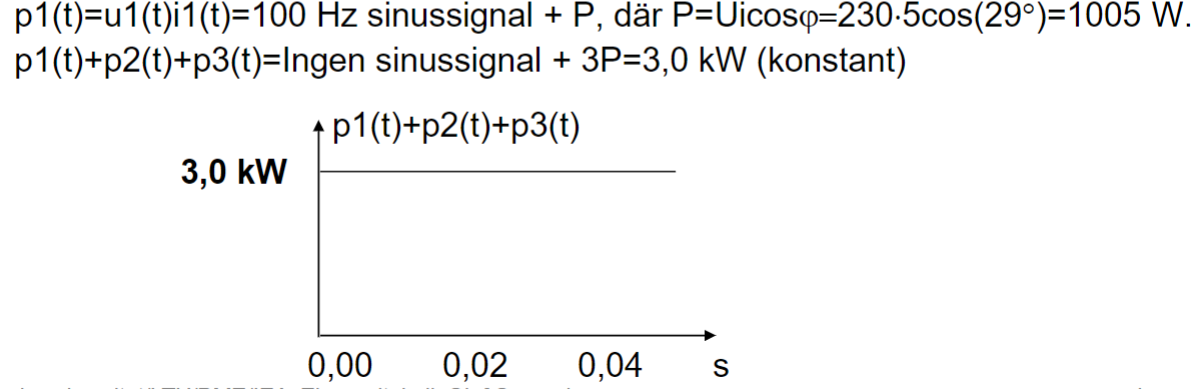 p1(t)=u1(t)i1(t)=100 Hz sinussignal + P, där P=Uicosφ=230·5cos(29°)=1005 W.
p1(t)+p2(t)+p3(t)=Ingen sinussignal + 3P=3,0 kW (konstant)
p1(t)+p2(t)+p3(t)
3,0 kW
0,00 0,02 0,04 s